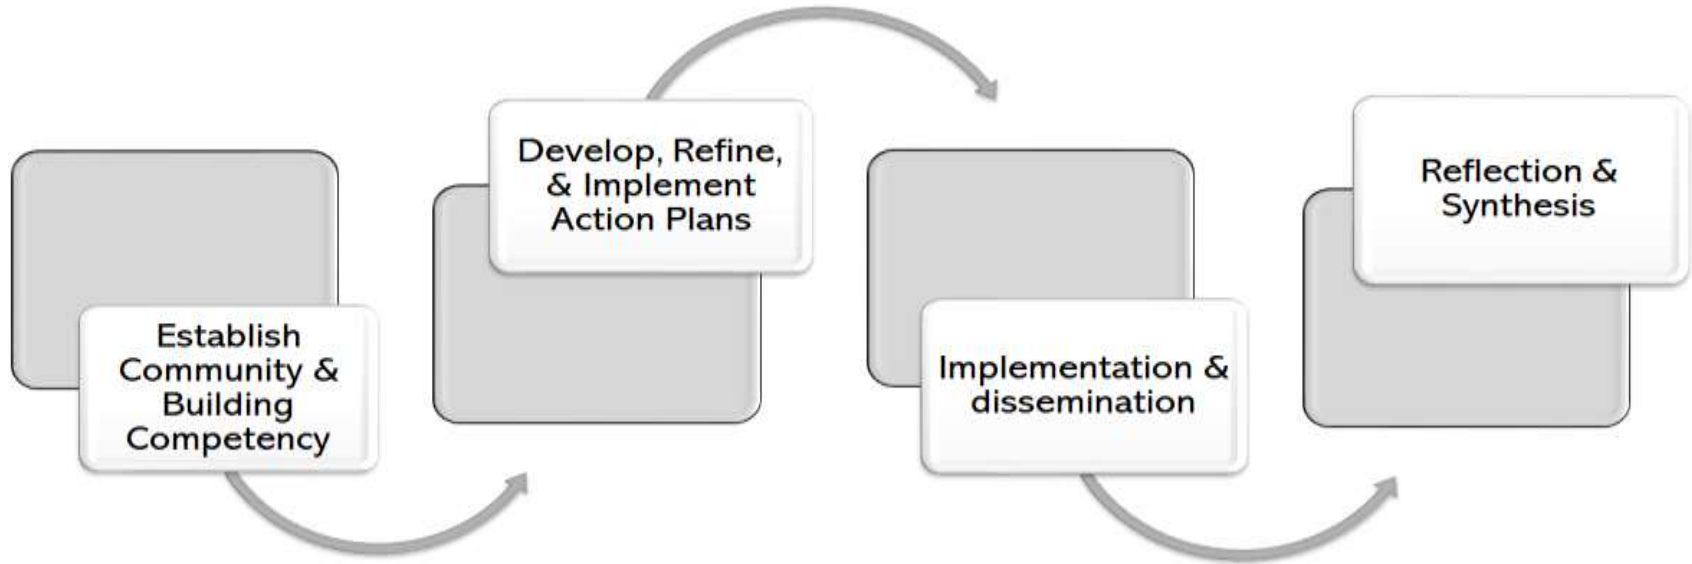 Establish
Community &
Building
Competency
Develop, Refine,
& Implement
Action Plans
Implementation &
dissemination
Reflection &
Synthesis